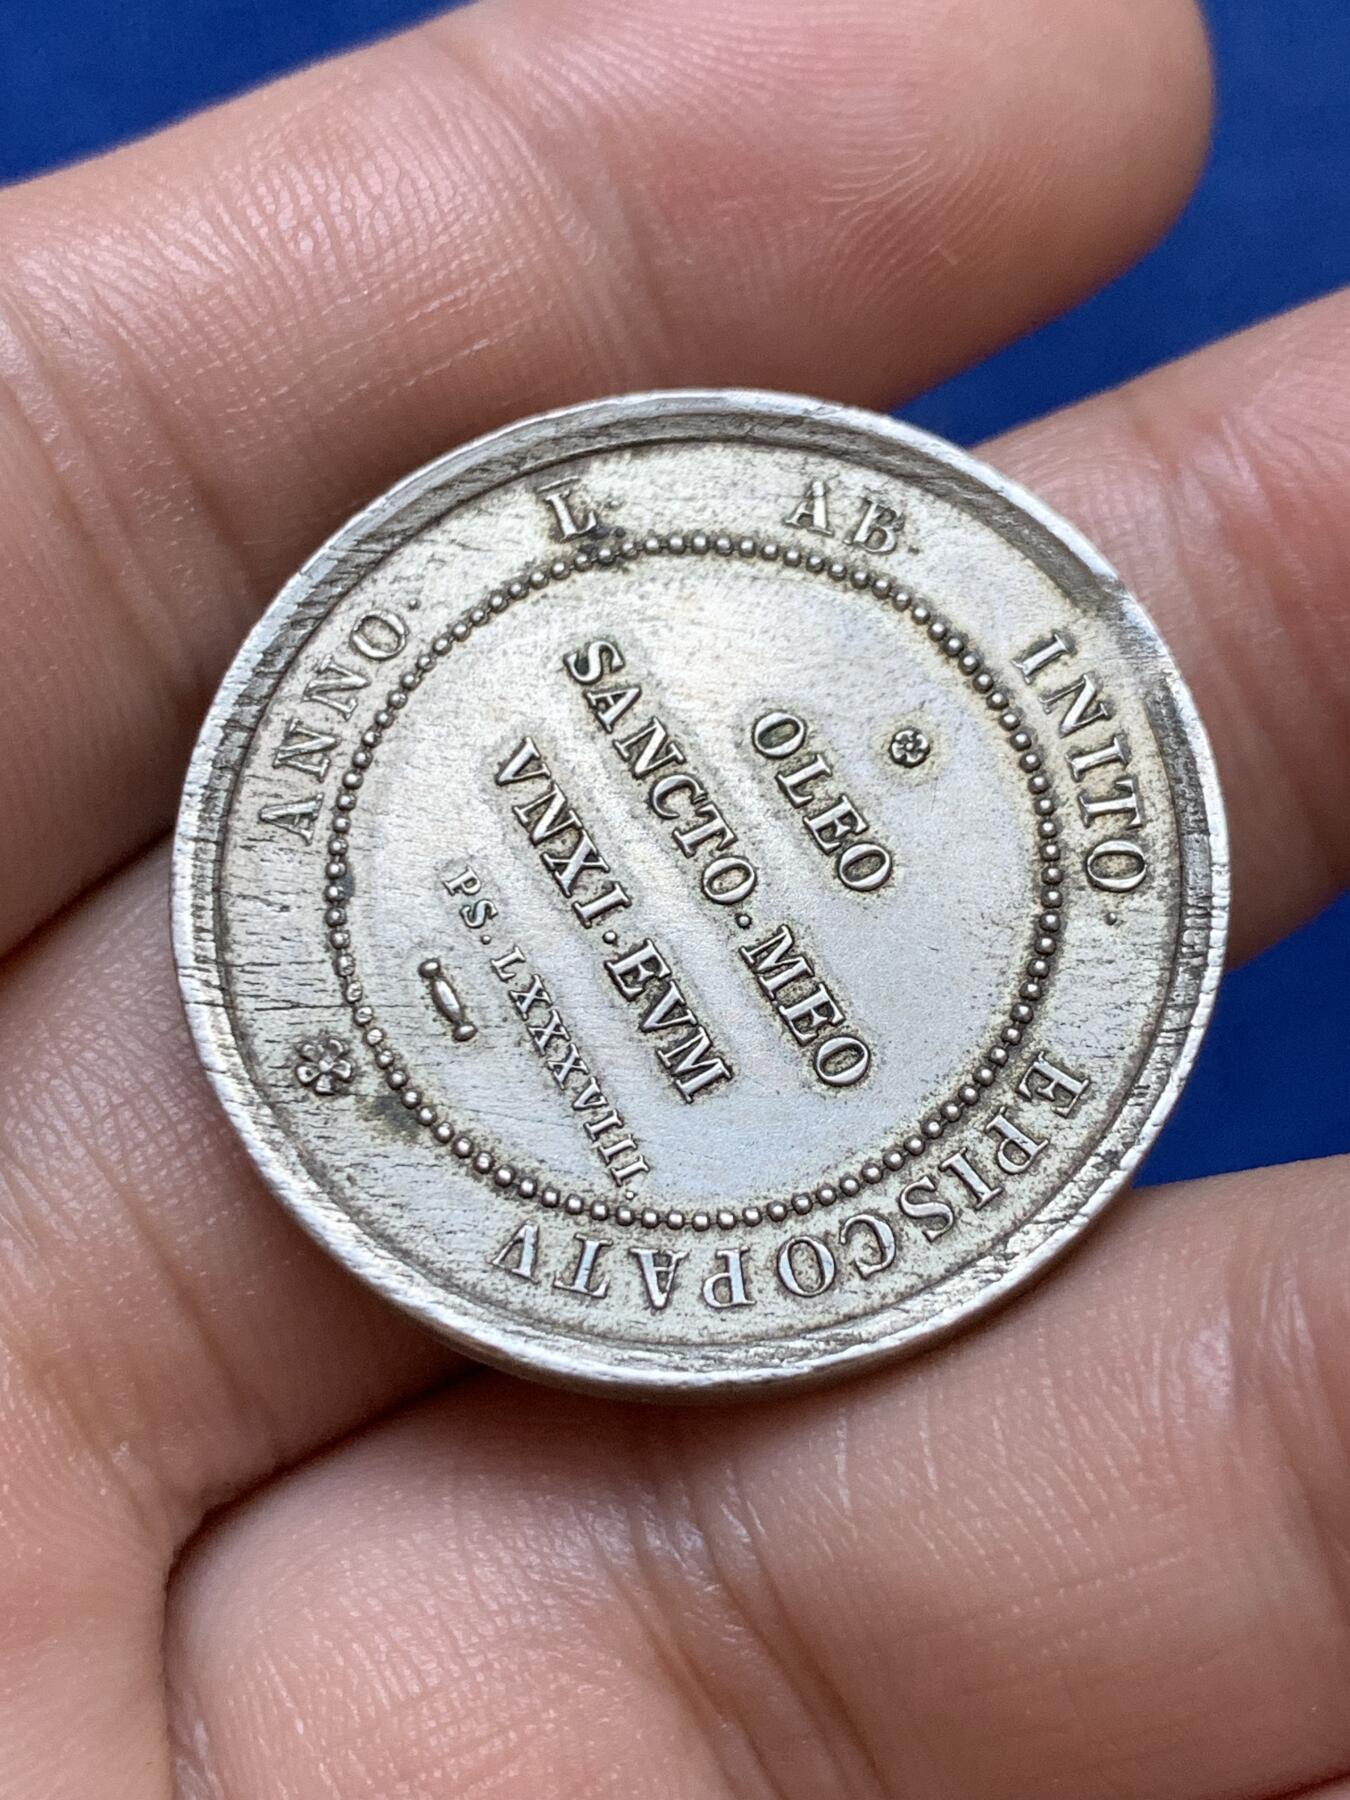 ANNO. L. AB. INITO. EPISCOPATV
OLEO
SANCTO. MEO
VNXI. EVM
PS. LXXXVIII.